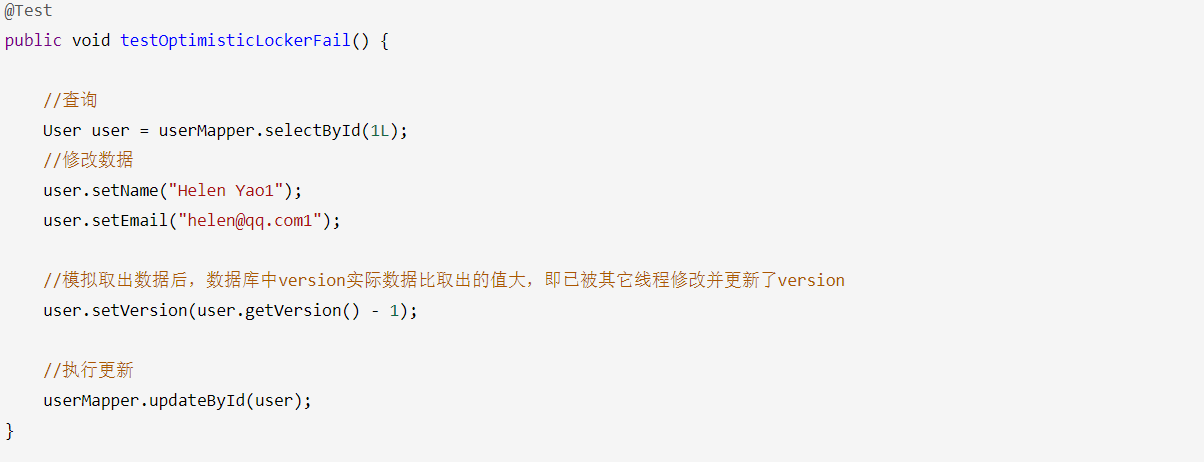 @Test
public void testOptimisticLockerFail() {
    //查询
    User user = userMapper.selectById(1L);
    //修改数据
    user.setName("Helen Yao1");
    user.setEmail("helen@qq.com1");
    //模拟取出数据后，数据库中version实际数据比取出的值大，即已被其它线程修改并更新了version
    user.setVersion(user.getVersion() - 1);
    //执行更新
    userMapper.updateById(user);
}